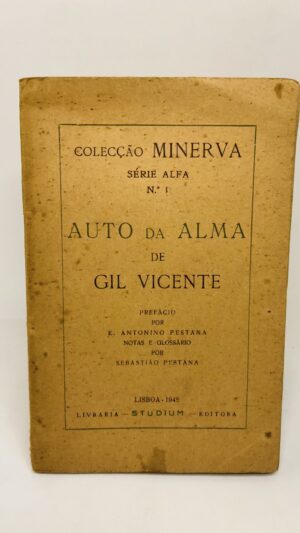 COLECÇÃO MINERVA
SÉRIE ALFA
N.º 1
AUTO DA ALMA
DE
GIL VICENTE
PREFÁCIO
POR
E. ANTONINO PESTANA
NOTAS E GLOSSÁRIO
POR
SEBASTIÃO PESTANA
LISBOA -
LIVRARIA — STUDIUM — EDITORA